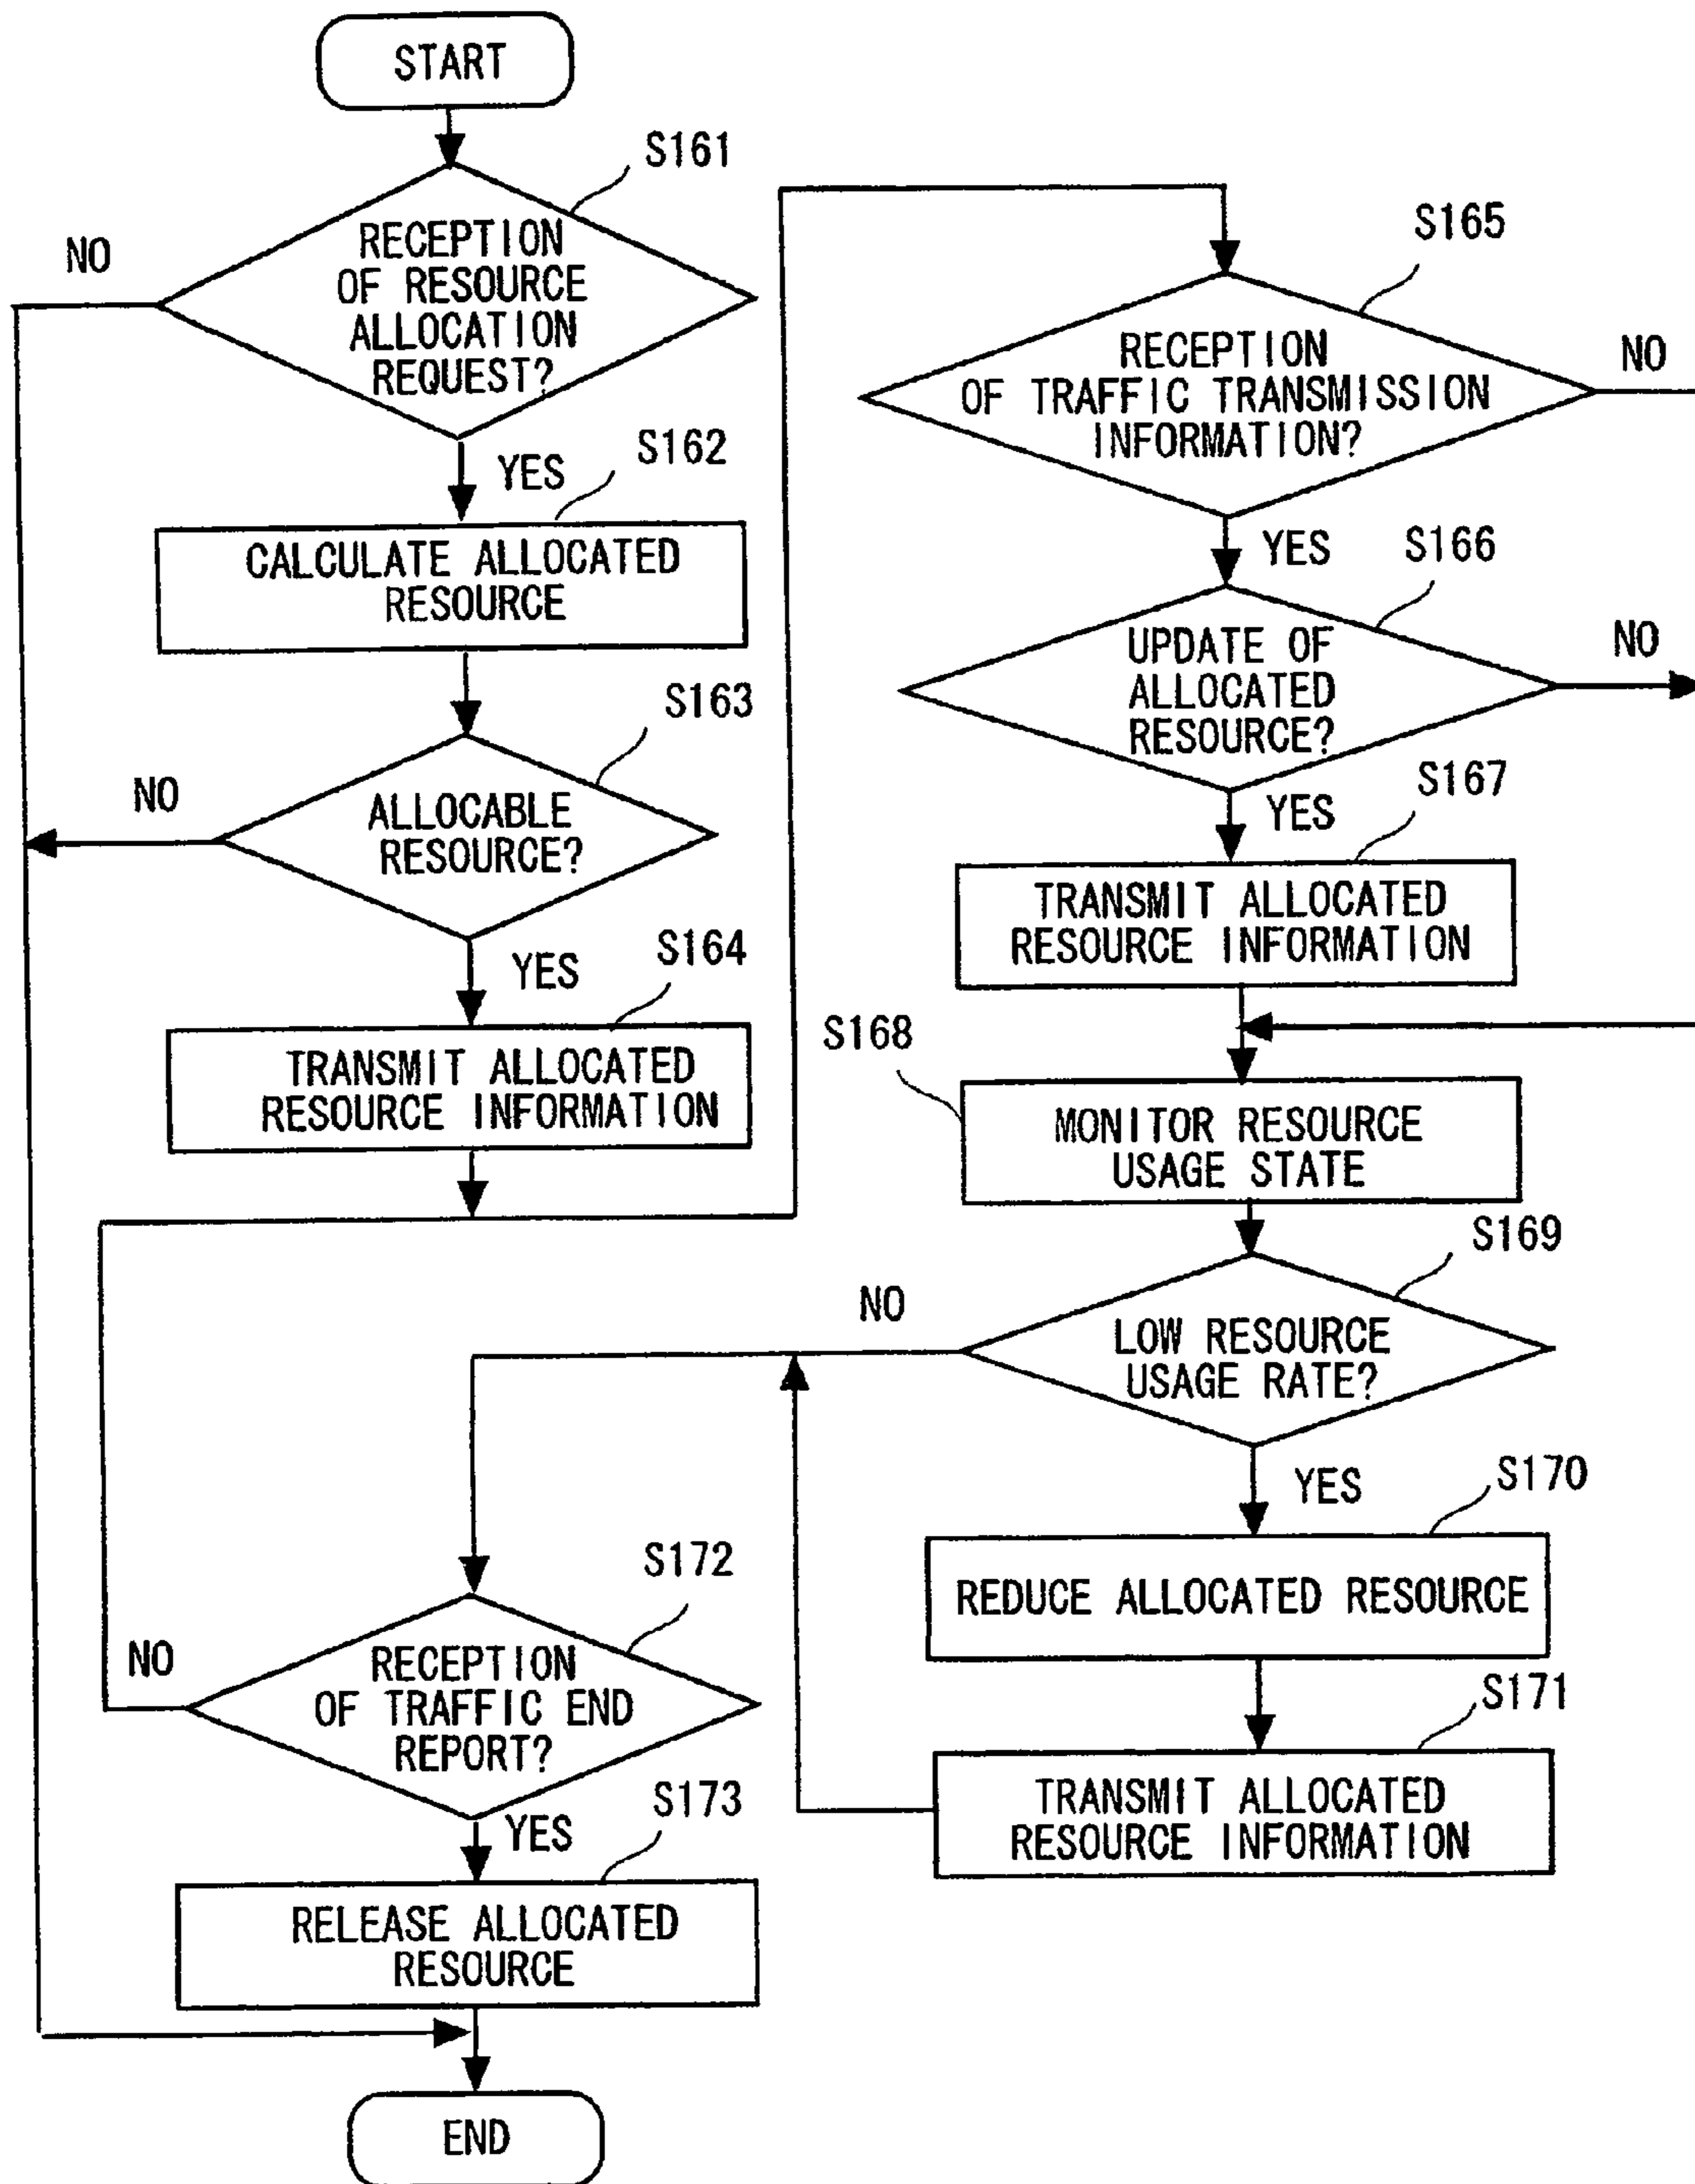 START
S161
RECEPTION
OF RESOURCE
ALLOCATION
REQUEST?
NO
YES
S162
CALCULATE ALLOCATED
RESOURCE
S163
ALLOCABLE
RESOURCE?
NO
YES
S164
TRANSMIT ALLOCATED
RESOURCE INFORMATION
S165
RECEPTION
OF TRAFFIC TRANSMISSION
INFORMATION?
NO
YES
S166
UPDATE OF
ALLOCATED
RESOURCE?
NO
YES
S167
TRANSMIT ALLOCATED
RESOURCE INFORMATION
S168
MONITOR RESOURCE
USAGE STATE
S169
LOW RESOURCE
USAGE RATE?
NO
YES
S170
REDUCE ALLOCATED RESOURCE
S171
TRANSMIT ALLOCATED
RESOURCE INFORMATION
S172
RECEPTION
OF TRAFFIC END
REPORT?
NO
YES
S173
RELEASE ALLOCATED
RESOURCE
END